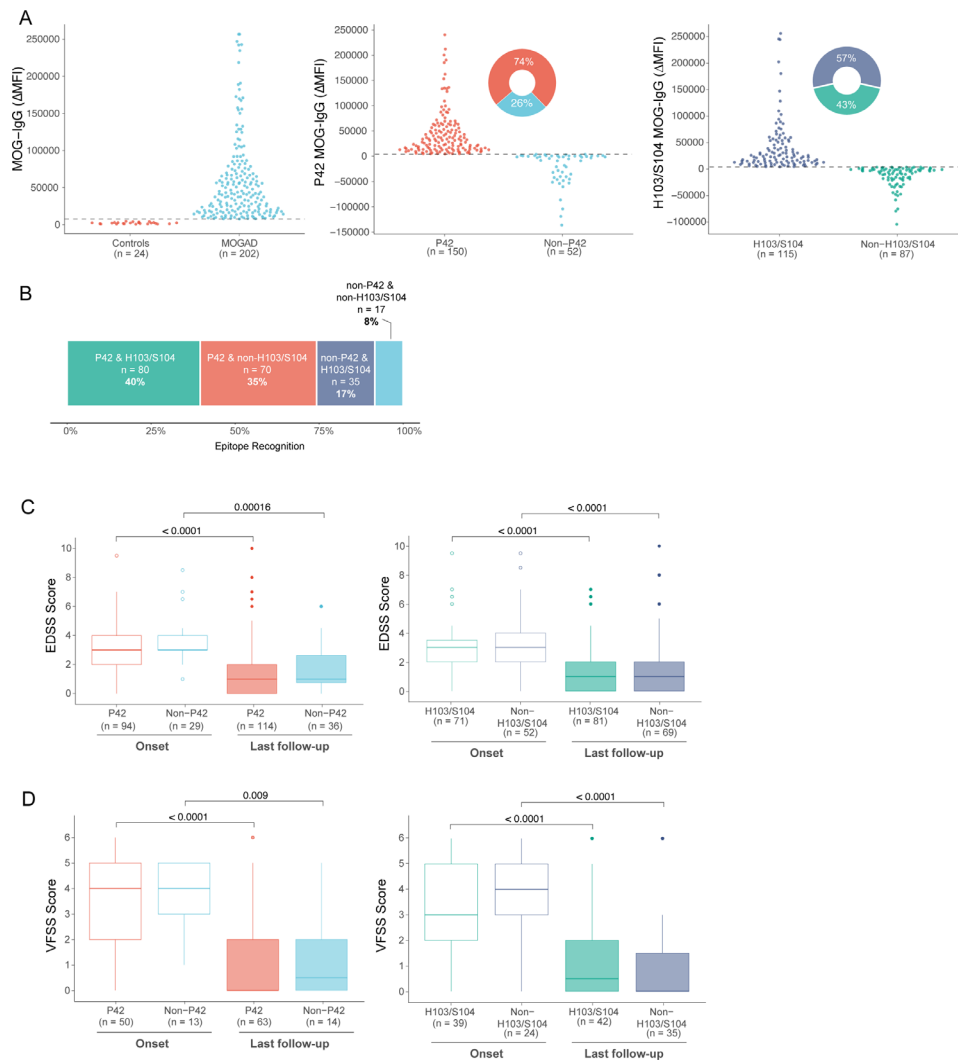 A
MOG−IgG (ΔMFI)
250000
200000
150000
100000
50000
0
Controls
(n = 24)
MOGAD
(n = 202)
P42 MOG-IgG (ΔMFI)
250000
200000
150000
100000
50000
0
−50000
−100000
−150000
74%
26%
P42
(n = 150)
Non−P42
(n = 52)
H103/S104 MOG-IgG (ΔMFI)
250000
200000
150000
100000
50000
0
−50000
−100000
57%
43%
H103/S104
(n = 115)
Non−H103/S104
(n = 87)
B
non-P42 &
non-H103/S104
n = 17
8%
P42 & H103/S104
n = 80
40%
P42 & non-H103/S104
n = 70
35%
non-P42 &
H103/S104
n = 35
17%
0%
25%
50%
75%
100%
Epitope Recognition
C
0.00016
< 0.0001
EDSS Score
10
8
6
4
2
0
P42
(n = 94)
Non−P42
(n = 29)
P42
(n = 114)
Non−P42
(n = 36)
Onset
Last follow-up
< 0.0001
< 0.0001
EDSS Score
10
8
6
4
2
0
H103/S104
(n = 71)
Non−
H103/S104
(n = 52)
H103/S104
(n = 81)
Non−
H103/S104
(n = 69)
Onset
Last follow-up
D
0.009
< 0.0001
VFSS Score
6
5
4
3
2
1
0
P42
(n = 50)
Non−P42
(n = 13)
P42
(n = 63)
Non−P42
(n = 14)
Onset
Last follow-up
< 0.0001
< 0.0001
VFSS Score
6
5
4
3
2
1
0
H103/S104
(n = 39)
Non−
H103/S104
(n = 24)
H103/S104
(n = 42)
Non−
H103/S104
(n = 35)
Onset
Last follow-up